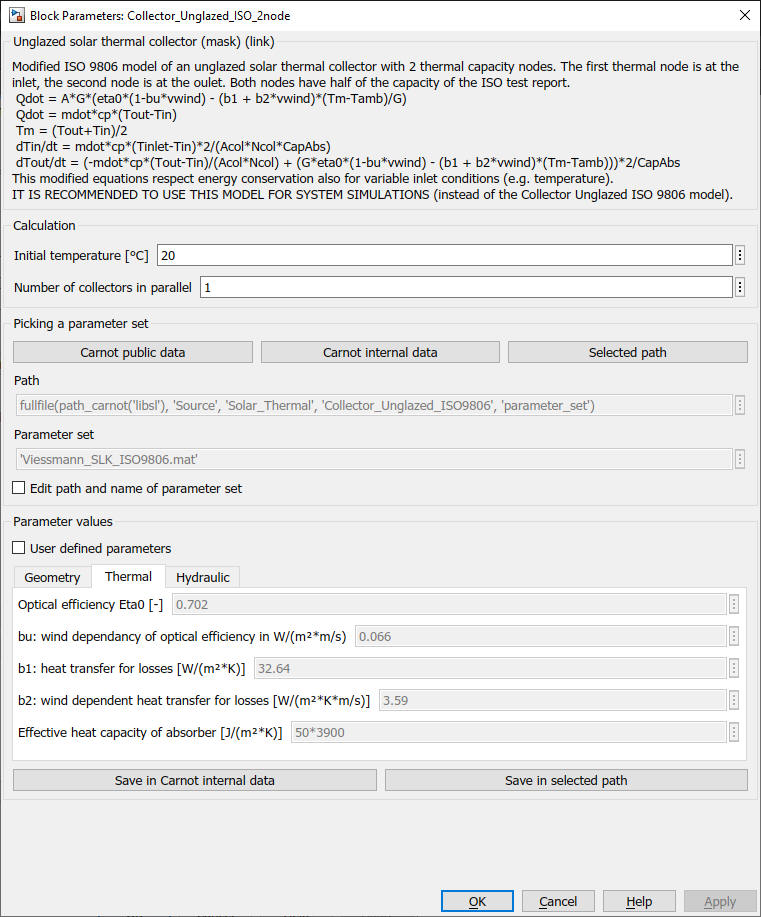 Block Parameters: Collector_Unglazed_ISO_2node
Unglazed solar thermal collector (mask) (link)
Modified ISO 9806 model of an unglazed solar thermal collector with 2 thermal capacity nodes. The first thermal node is at the
inlet, the second node is at the oulet. Both nodes have half of the capacity of the ISO test report.
Qdot = A*G*(eta0*(1-bu*vwind) - (b1 + b2*vwind)*(Tm-Tamb)/G)
Qdot = mdot*cp*(Tout-Tin)
Tm = (Tout+Tin)/2
dTin/dt = mdot*cp*(Tinlet-Tin)*2/(Acol*Ncol*CapAbs)
dTout/dt = (-mdot*cp*(Tout-Tin)/(Acol*Ncol) + (G*eta0*(1-bu*vwind) - (b1 + b2*vwind)*(Tm-Tamb)))*2/CapAbs
This modified equations respect energy conservation also for variable inlet conditions (e.g. temperature).
IT IS RECOMMENDED TO USE THIS MODEL FOR SYSTEM SIMULATIONS (instead of the Collector Unglazed ISO 9806 model).
Calculation
Initial temperature [°C] 20
Number of collectors in parallel 1
Picking a parameter set
Carnot public data Carnot internal data Selected path
Path
fullfile(path_carnot('libsl'), 'Source', 'Solar_Thermal', 'Collector_Unglazed_ISO9806', 'parameter_set')
Parameter set
'Viessmann_SLK_ISO9806.mat'
Edit path and name of parameter set
Parameter values
User defined parameters
Geometry Thermal Hydraulic
Optical efficiency Eta0 [-] 0.702
bu: wind dependancy of optical efficiency in W/(m²*m/s) 0.066
b1: heat transfer for losses [W/(m²*K)] 32.64
b2: wind dependent heat transfer for losses [W/(m²*K*m/s)] 3.59
Effective heat capacity of absorber [J/(m²*K)] 50*3900
Save in Carnot internal data Save in selected path
OK Cancel Help Apply